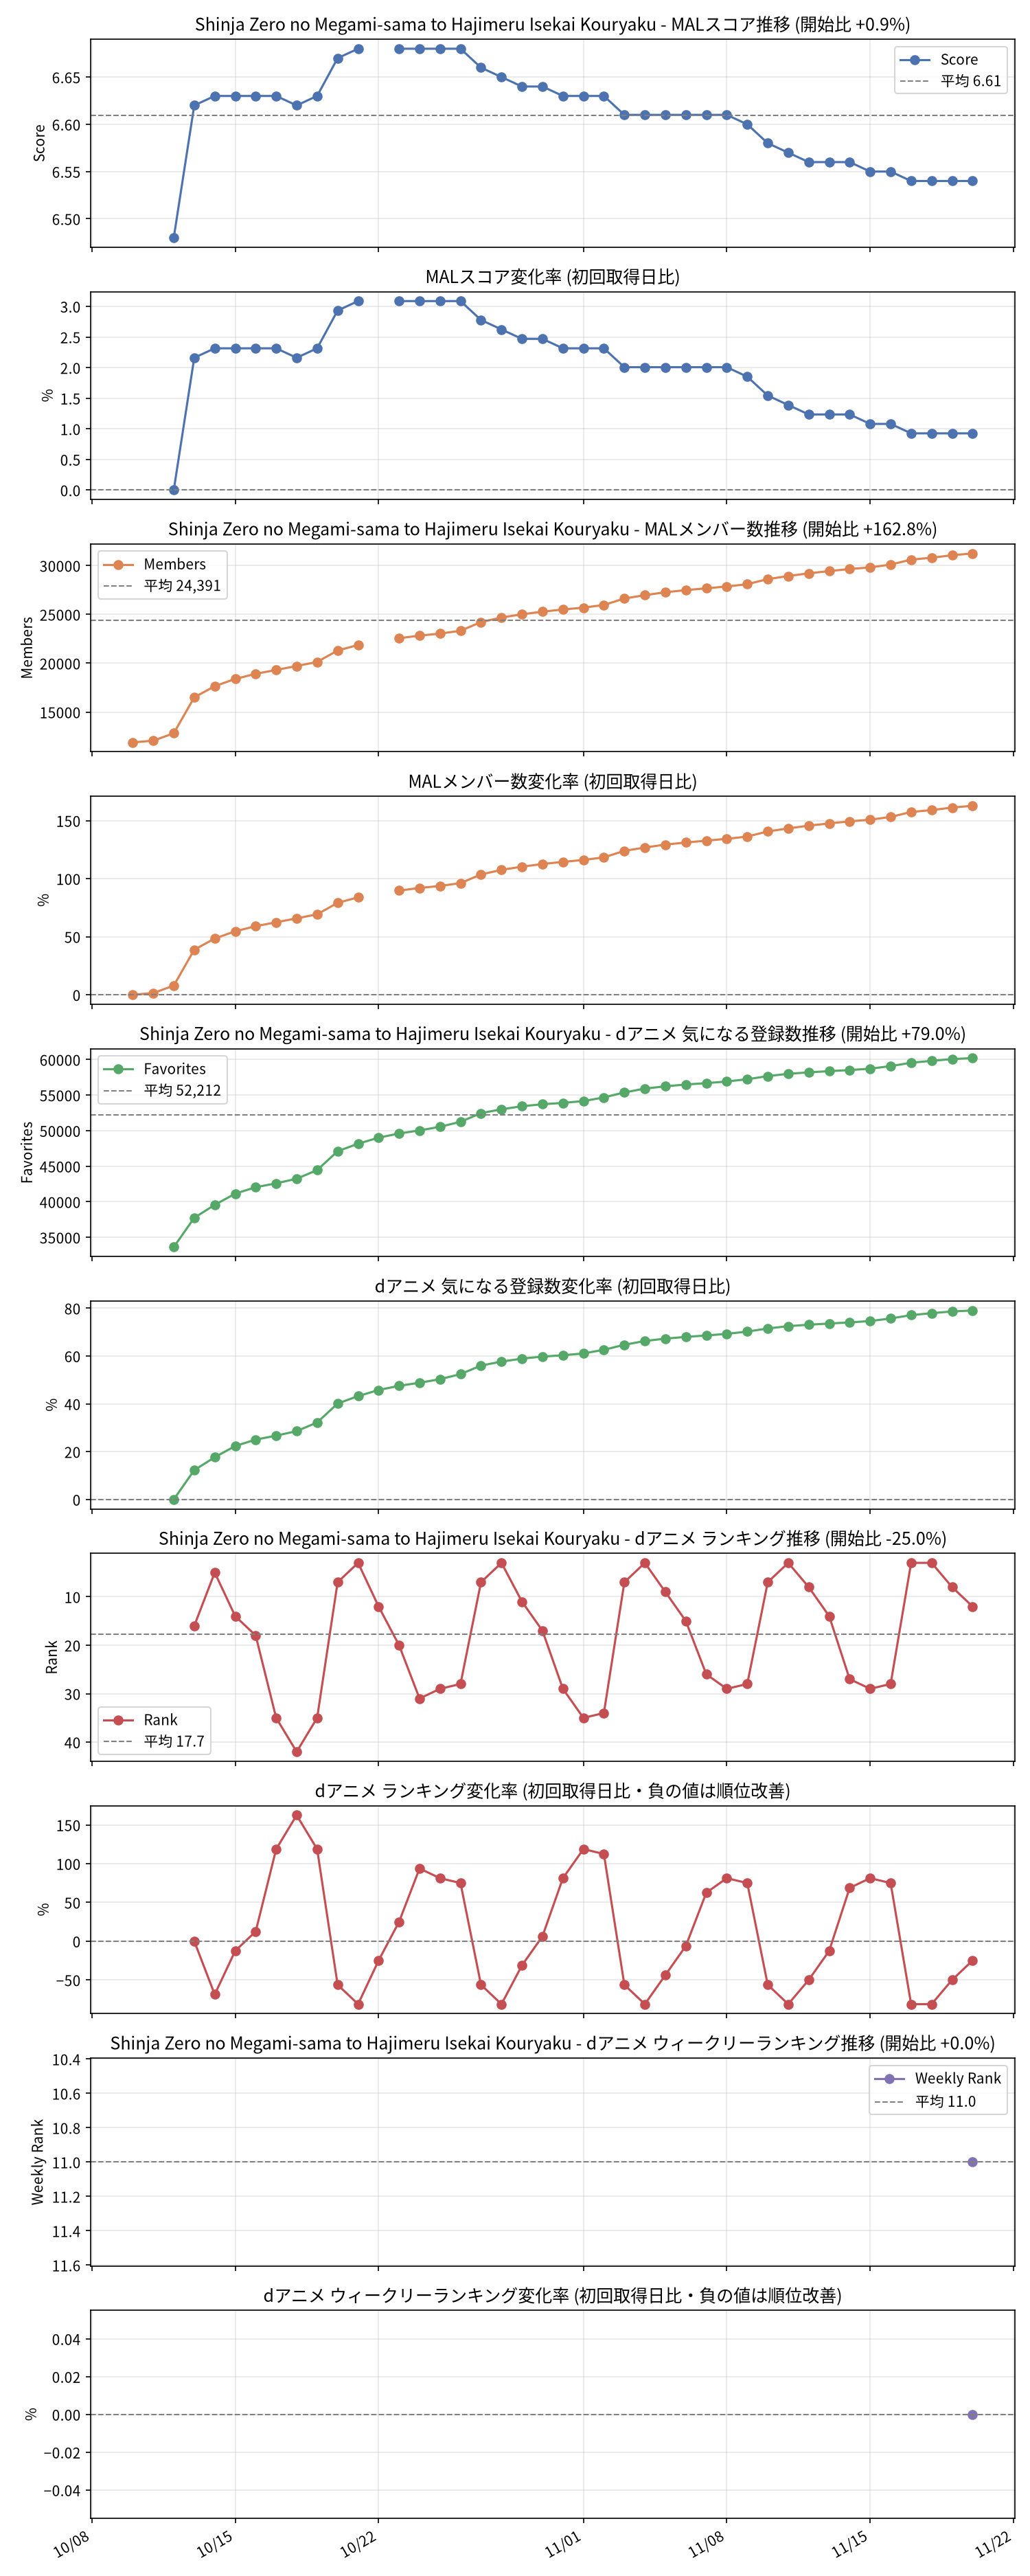 Shinja Zero no Megami-sama to Hajimeru Isekai Kouryaku - MALスコア推移 (開始比 +0.9%)
Score
6.65
6.60
6.55
6.50
Score
平均 6.61
MALスコア変化率 (初回取得日比)
%
3.0
2.5
2.0
1.5
1.0
0.5
0.0
Shinja Zero no Megami-sama to Hajimeru Isekai Kouryaku - MALメンバー数推移 (開始比 +162.8%)
Members
30000
25000
20000
15000
Members
平均 24,391
MALメンバー数変化率 (初回取得日比)
%
150
100
50
0
Shinja Zero no Megami-sama to Hajimeru Isekai Kouryaku - dアニメ 気になる登録数推移 (開始比 +79.0%)
Favorites
60000
55000
50000
45000
40000
35000
Favorites
平均 52,212
dアニメ 気になる登録数変化率 (初回取得日比)
%
80
60
40
20
0
Shinja Zero no Megami-sama to Hajimeru Isekai Kouryaku - dアニメ ランキング推移 (開始比 -25.0%)
Rank
10
20
30
40
Rank
平均 17.7
dアニメ ランキング変化率 (初回取得日比・負の値は順位改善)
%
150
100
50
0
−50
Shinja Zero no Megami-sama to Hajimeru Isekai Kouryaku - dアニメ ウィークリーランキング推移 (開始比 +0.0%)
Weekly Rank
10.4
10.6
10.8
11.0
11.2
11.4
11.6
Weekly Rank
平均 11.0
dアニメ ウィークリーランキング変化率 (初回取得日比・負の値は順位改善)
%
0.04
0.02
0.00
−0.02
−0.04
10/08
10/15
10/22
11/01
11/08
11/15
11/22